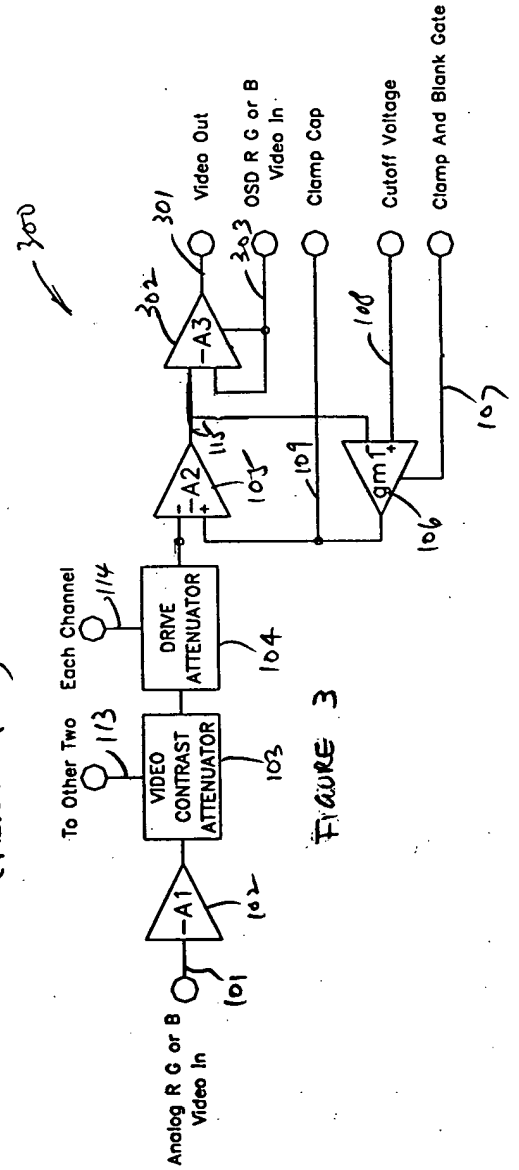 300
Analog R G or B
Video In
101
-A1
102
To Other Two
113
VIDEO
CONTRAST
ATTENUATOR
103
Each Channel
114
DRIVE
ATTENUATOR
104
-A2
+
105
115
-A3
302
301
Video Out
303
OSD R G or B
Video In
109
Clamp Cap
gm1
+
106
108
Cutoff Voltage
107
Clamp And Blank Gate
FIGURE 3